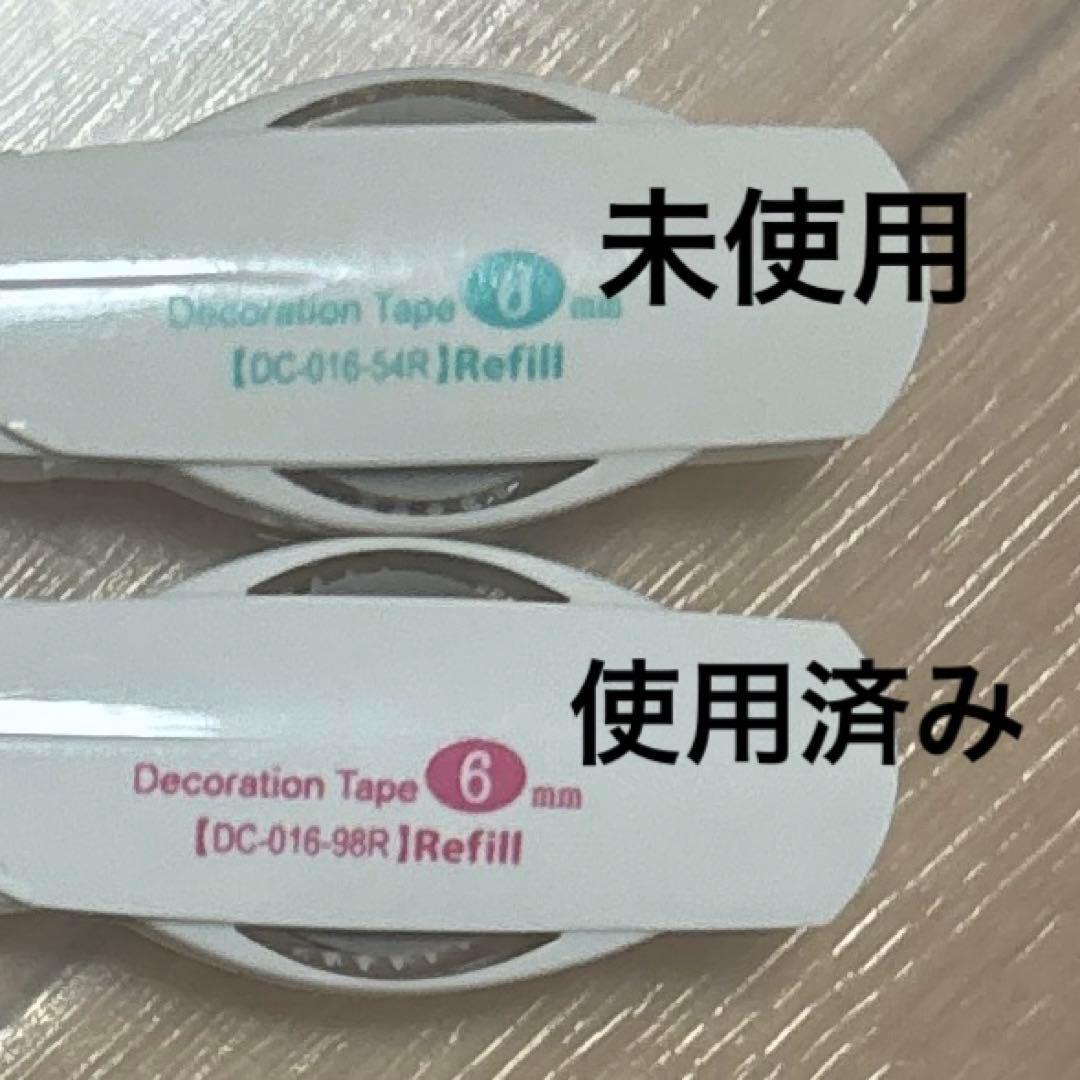 未使用
Decoration Tape 6 mm
【DC-016-54R】Refill
使用済み
Decoration Tape 6 mm
【DC-016-98R】Refill